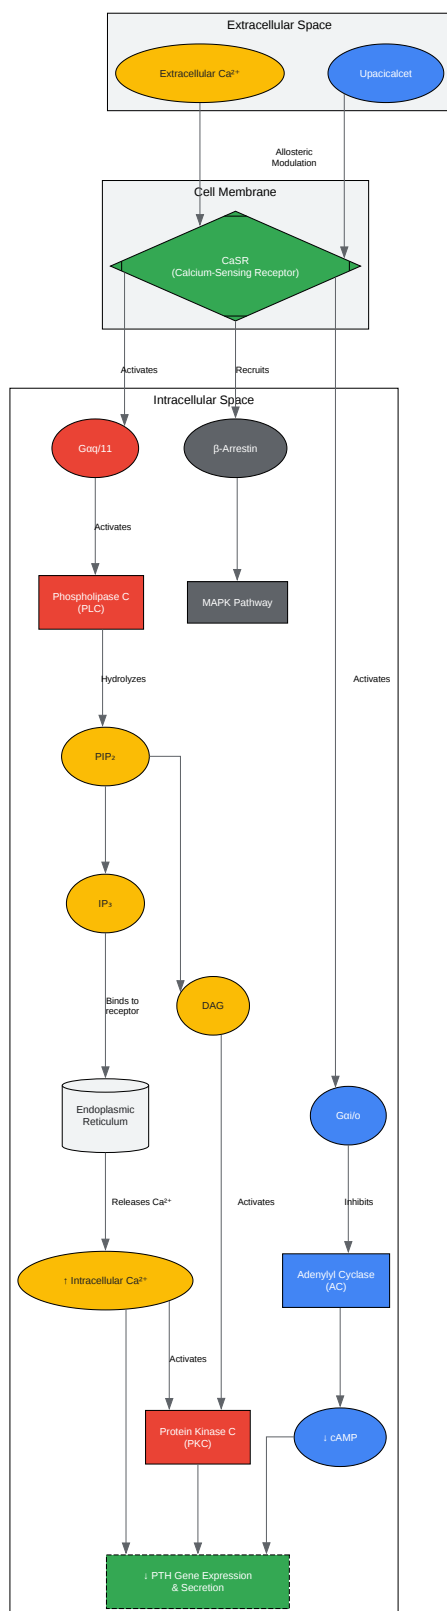 Extracellular Space
Extracellular Ca²⁺
Upacicalcet
Allosteric
Modulation
Cell Membrane
CaSR
(Calcium-Sensing Receptor)
Activates
Recruits
Intracellular Space
Gαq/11
β-Arrestin
Activates
Phospholipase C
(PLC)
MAPK Pathway
Hydrolyzes
Activates
PIP₂
IP₃
Binds to
receptor
DAG
Endoplasmic
Reticulum
Gαi/o
Releases Ca²⁺
Activates
Inhibits
↑ Intracellular Ca²⁺
Adenylyl Cyclase
(AC)
Activates
Protein Kinase C
(PKC)
↓ cAMP
↓ PTH Gene Expression
& Secretion